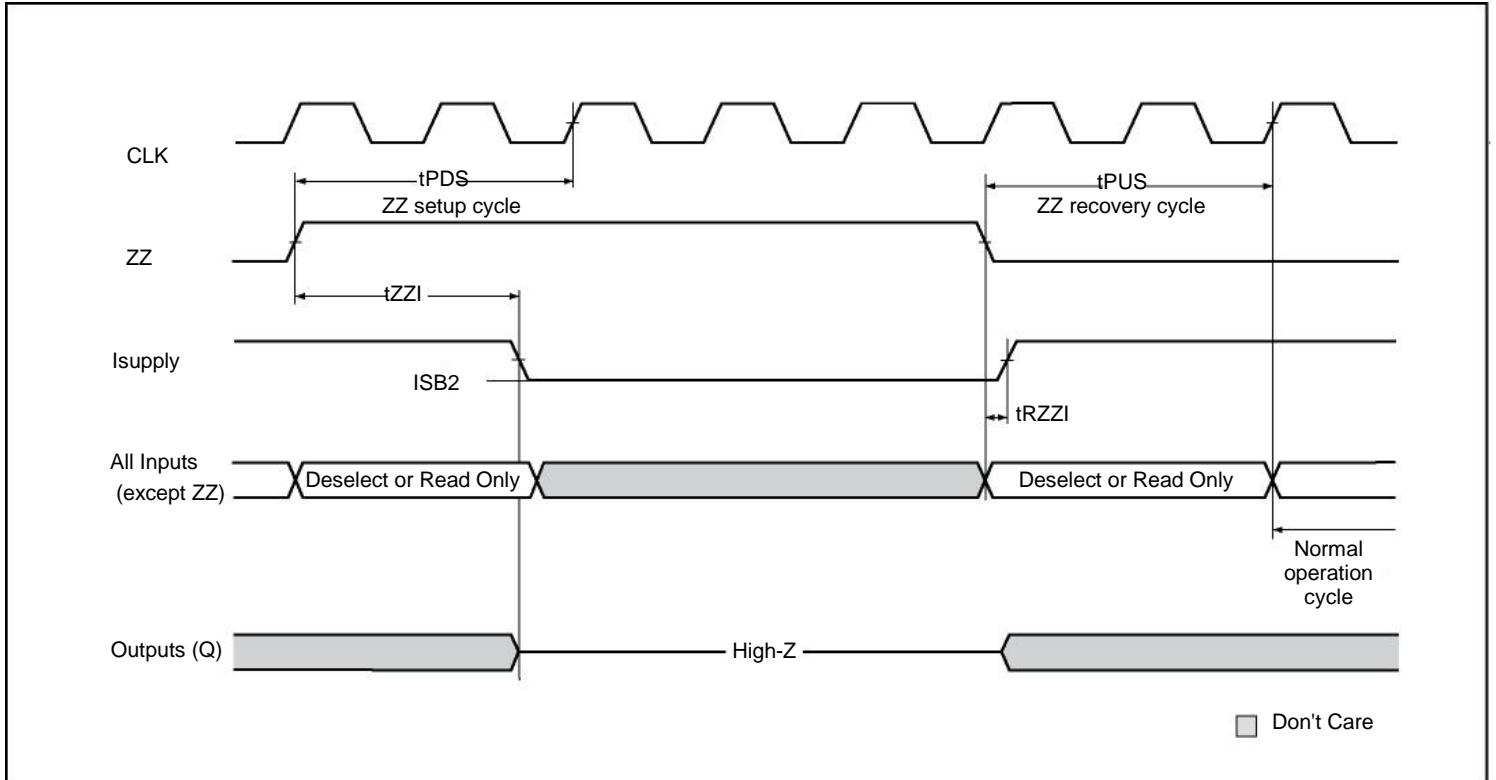 CLK
tPDS
tPUS
ZZ setup cycle
ZZ recovery cycle
ZZ
tZZI
Isupply
ISB2
tRZZI
All Inputs
(except ZZ)
Deselect or Read Only
Deselect or Read Only
Normal
operation
cycle
Outputs (Q)
High-Z
Don't Care